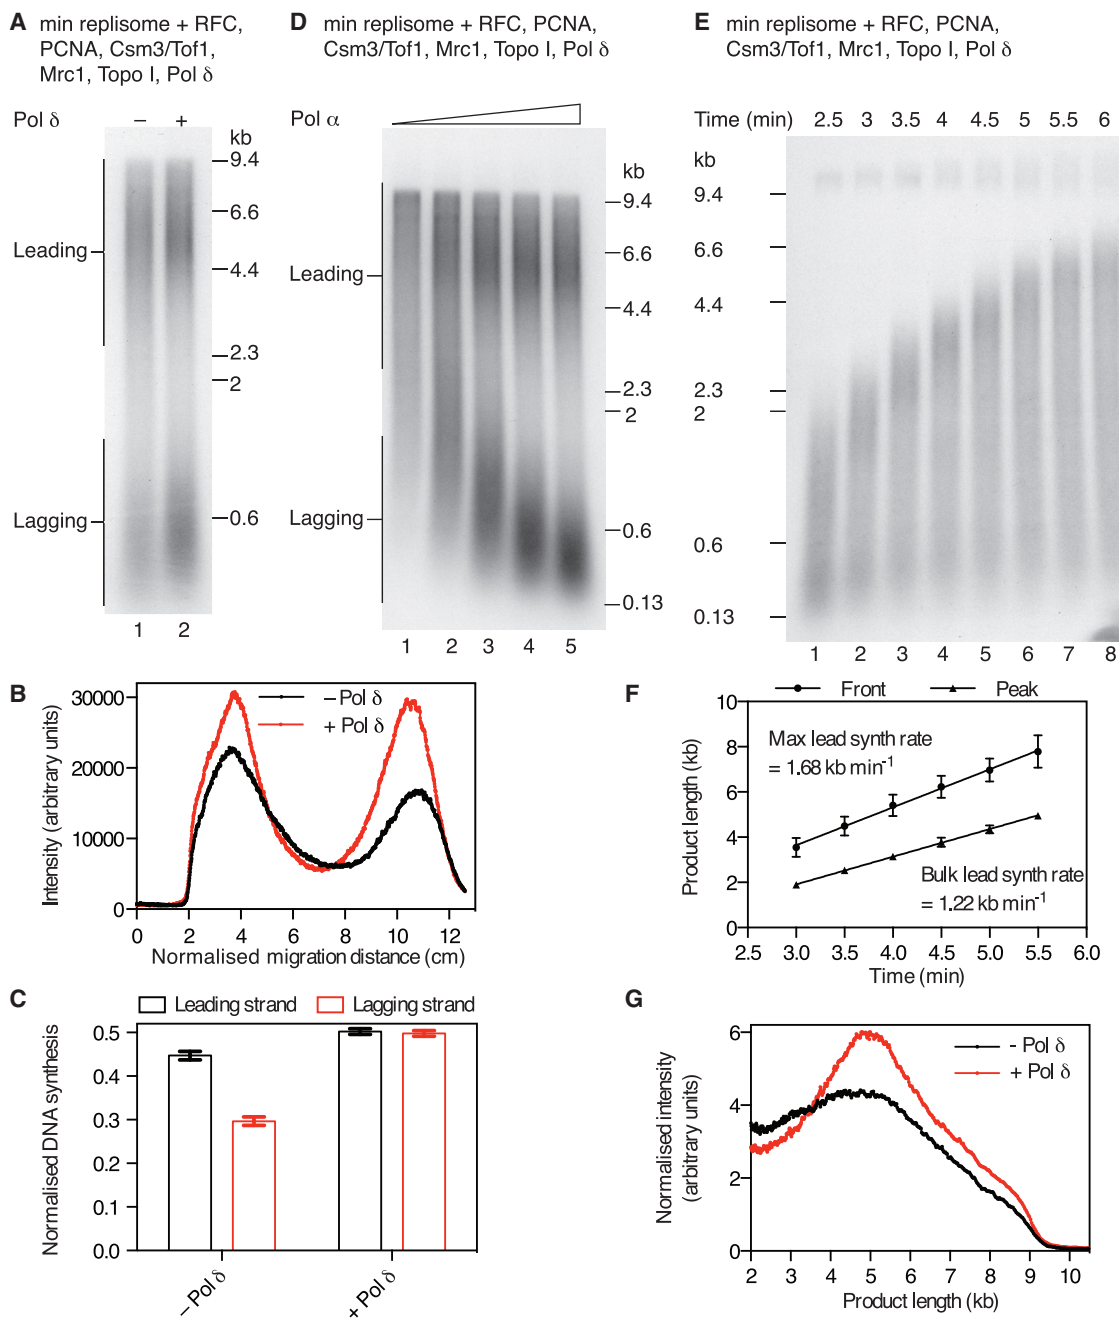 A min replisome + RFC,
PCNA, Csm3/Tof1,
Mrc1, Topo I, Pol δ
Pol δ – +
kb
9.4
6.6
Leading
4.4
2.3
2
Lagging
0.6
1 2
D min replisome + RFC, PCNA,
Csm3/Tof1, Mrc1, Topo I, Pol δ
Pol α
kb
9.4
6.6
Leading
4.4
2.3
2
Lagging
0.6
0.13
1 2 3 4 5
E min replisome + RFC, PCNA,
Csm3/Tof1, Mrc1, Topo I, Pol δ
Time (min) 2.5 3 3.5 4 4.5 5 5.5 6
kb
9.4
6.6
4.4
2.3
2
0.6
0.13
1 2 3 4 5 6 7 8
B
Intensity (arbitrary units)
30000
20000
10000
0
– Pol δ
+ Pol δ
0 2 4 6 8 10 12
Normalised migration distance (cm)
F
Front Peak
Product length (kb)
10
8
6
4
2
0
Max lead synth rate
= 1.68 kb min-1
Bulk lead synth rate
= 1.22 kb min-1
2.5 3.0 3.5 4.0 4.5 5.0 5.5 6.0
Time (min)
C
Leading strand Lagging strand
Normalised DNA synthesis
0.5
0.4
0.3
0.3
0.1
0.0
– Pol δ + Pol δ
G
Normalised intensity
(arbitrary units)
6
4
2
0
- Pol δ
+ Pol δ
2 3 4 5 6 7 8 9 10
Product length (kb)